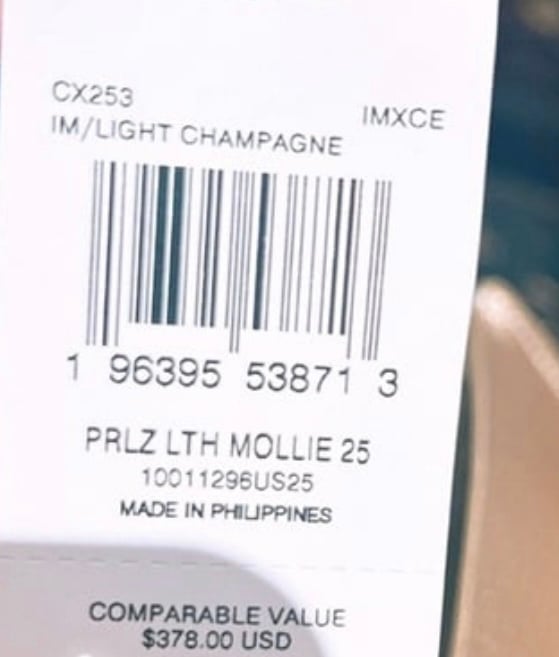 CX253
IM/LIGHT CHAMPAGNE
IMXCE
1 96395 53871 3
PRLZ LTH MOLLIE 25
10011296US25
MADE IN PHILIPPINES
COMPARABLE VALUE
$378.00 USD